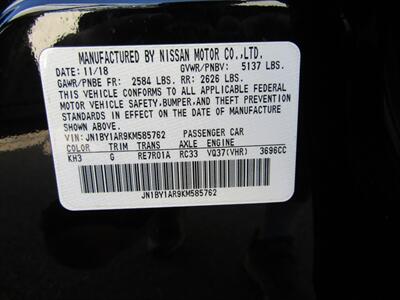 MANUFACTURED BY NISSAN MOTOR CO.,LTD.
DATE: 11/18 GVWR/PNBV: 5137 LBS.
GAWR/PNBE FR: 2584 LBS. RR: 2626 LBS.
THIS VEHICLE CONFORMS TO ALL APPLICABLE FEDERAL
MOTOR VEHICLE SAFETY,BUMPER,AND THEFT PREVENTION
STANDARDS IN EFFECT ON THE DATE OF MANUFACTURE
SHOWN ABOVE.
VIN: JN1BY1AR9KM585762 PASSENGER CAR
COLOR TRIM TRANS AXLE ENGINE
KH3 G RE7R01A RC33 VQ37(VHR) 3696CC
JN1BY1AR9KM585762